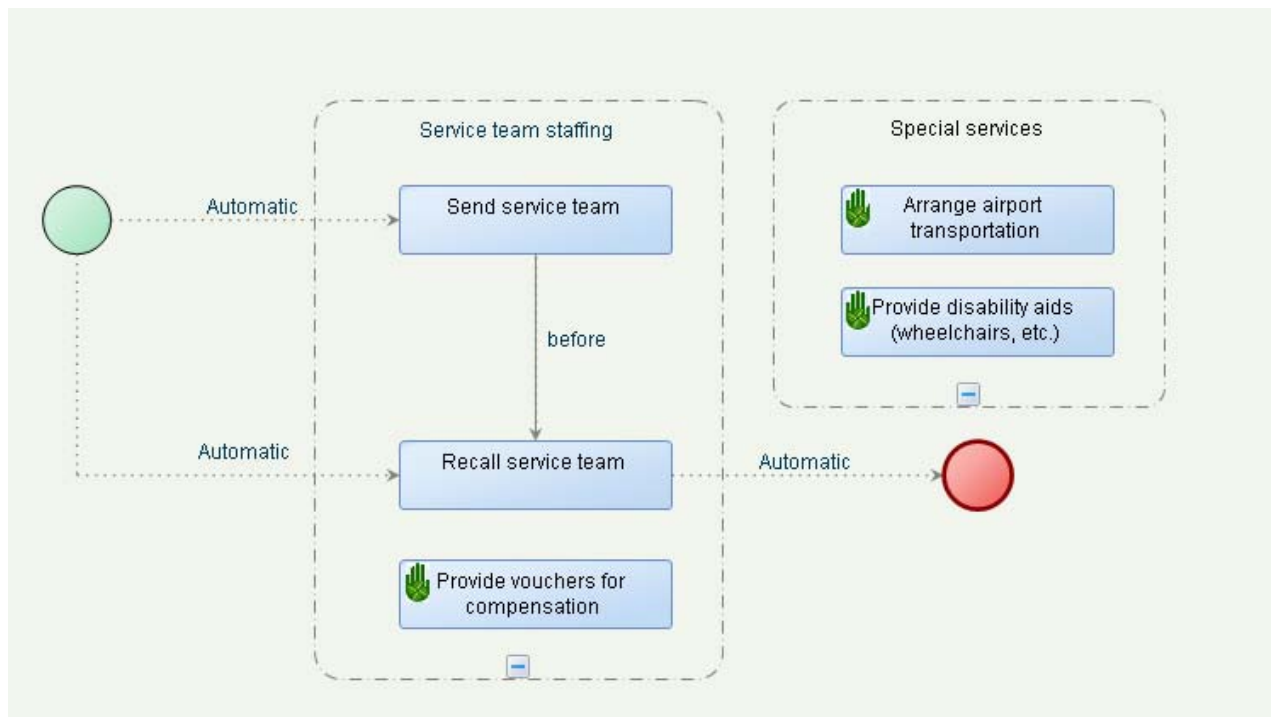 Service team staffing
Special services
Automatic
Send service team
Arrange airport
transportation
Provide disability aids
(wheelchairs, etc.)
before
Automatic
Recall service team
Automatic
Provide vouchers for
compensation